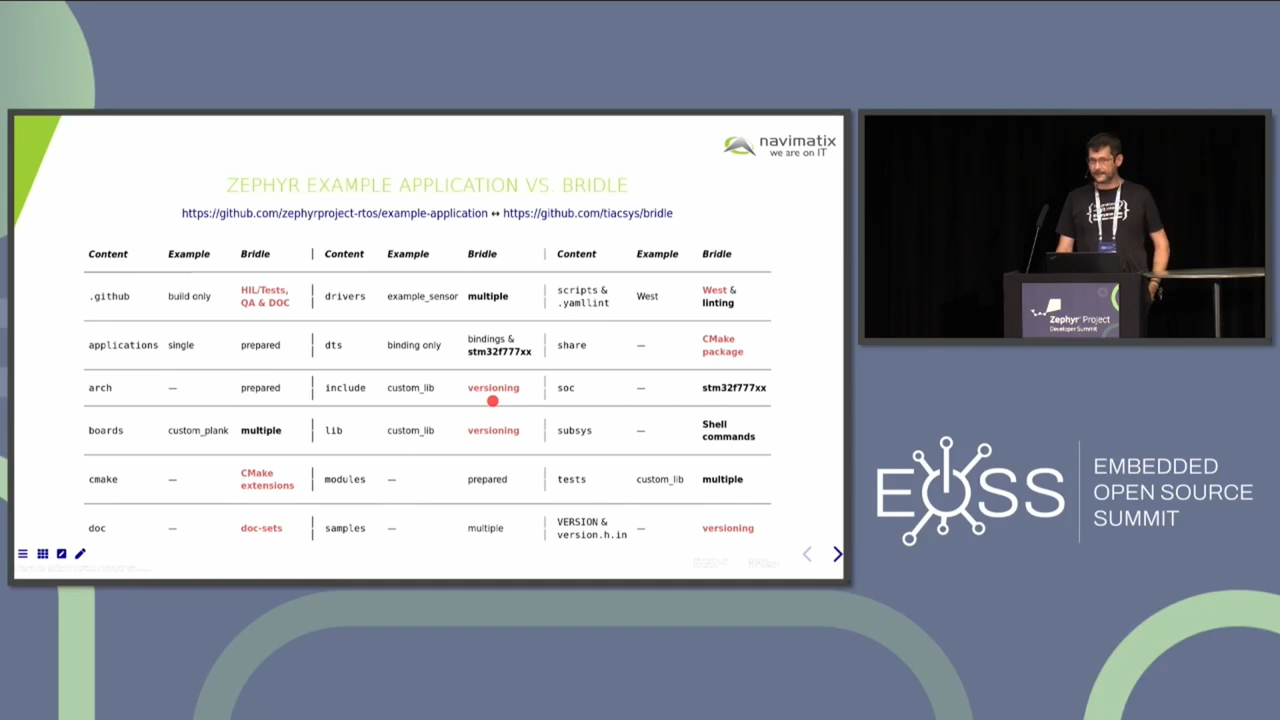 navimatix
we are on IT
ZEPHYR EXAMPLE APPLICATION VS. BRIDLE
https://github.com/zephyrproject-rtos/example-application ↔ https://github.com/tiacsys/bridle
Content Example Bridle | Content Example Bridle | Content Example Bridle
.github build only HIL/Tests, QA & DOC | drivers example_sensor multiple | scripts & .yamllint West West & linting
applications single prepared | dts binding only bindings & stm32f777xx | share — CMake package
arch — prepared | include custom_lib versioning | soc — stm32f777xx
boards custom_plank multiple | lib custom_lib versioning | subsys — Shell commands
cmake — CMake extensions | modules — prepared | tests custom_lib multiple
doc — doc-sets | samples — multiple | VERSION & version.h.in — versioning
Zephyr® Project
Developer Summit
EOSS
EMBEDDED
OPEN SOURCE
SUMMIT